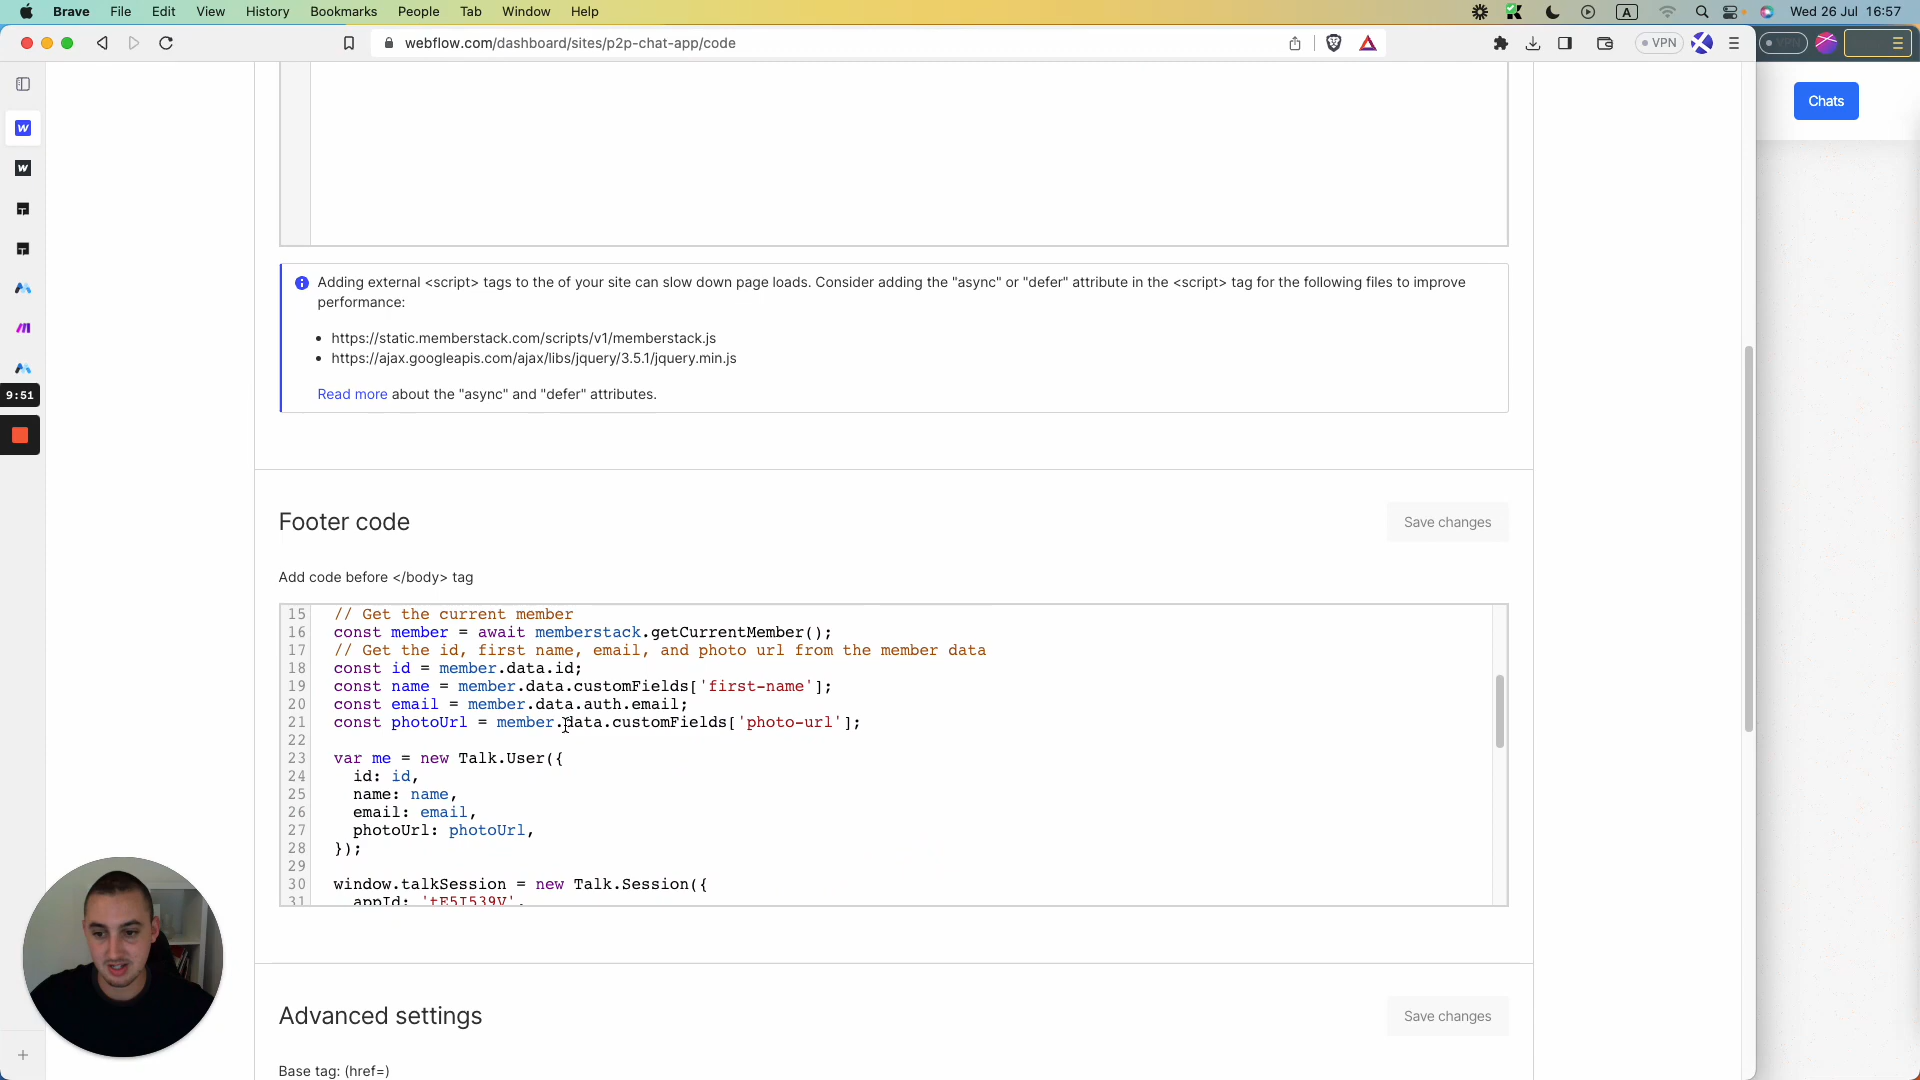 Brave File Edit View History Bookmarks People Tab Window Help
A
Wed 26 Jul 16:57
webflow.com/dashboard/sites/p2p-chat-app/code
VPN
VPN
Chats
9:51
Adding external <script> tags to the of your site can slow down page loads. Consider adding the "async" or "defer" attribute in the <script> tag for the following files to improve
performance:
• https://static.memberstack.com/scripts/v1/memberstack.js
• https://ajax.googleapis.com/ajax/libs/jquery/3.5.1/jquery.min.js
Read more about the "async" and "defer" attributes.
Footer code
Save changes
Add code before </body> tag
15 // Get the current member
16 const member = await memberstack.getCurrentMember();
17 // Get the id, first name, email, and photo url from the member data
18 const id = member.data.id;
19 const name = member.data.customFields['first-name'];
20 const email = member.data.auth.email;
21 const photoUrl = member.data.customFields['photo-url'];
22
23 var me = new Talk.User({
24 id: id,
25 name: name,
26 email: email,
27 photoUrl: photoUrl,
28 });
29
30 window.talkSession = new Talk.Session({
31 appId: 'tE5I539V',
Advanced settings
Save changes
Base tag: (href=)